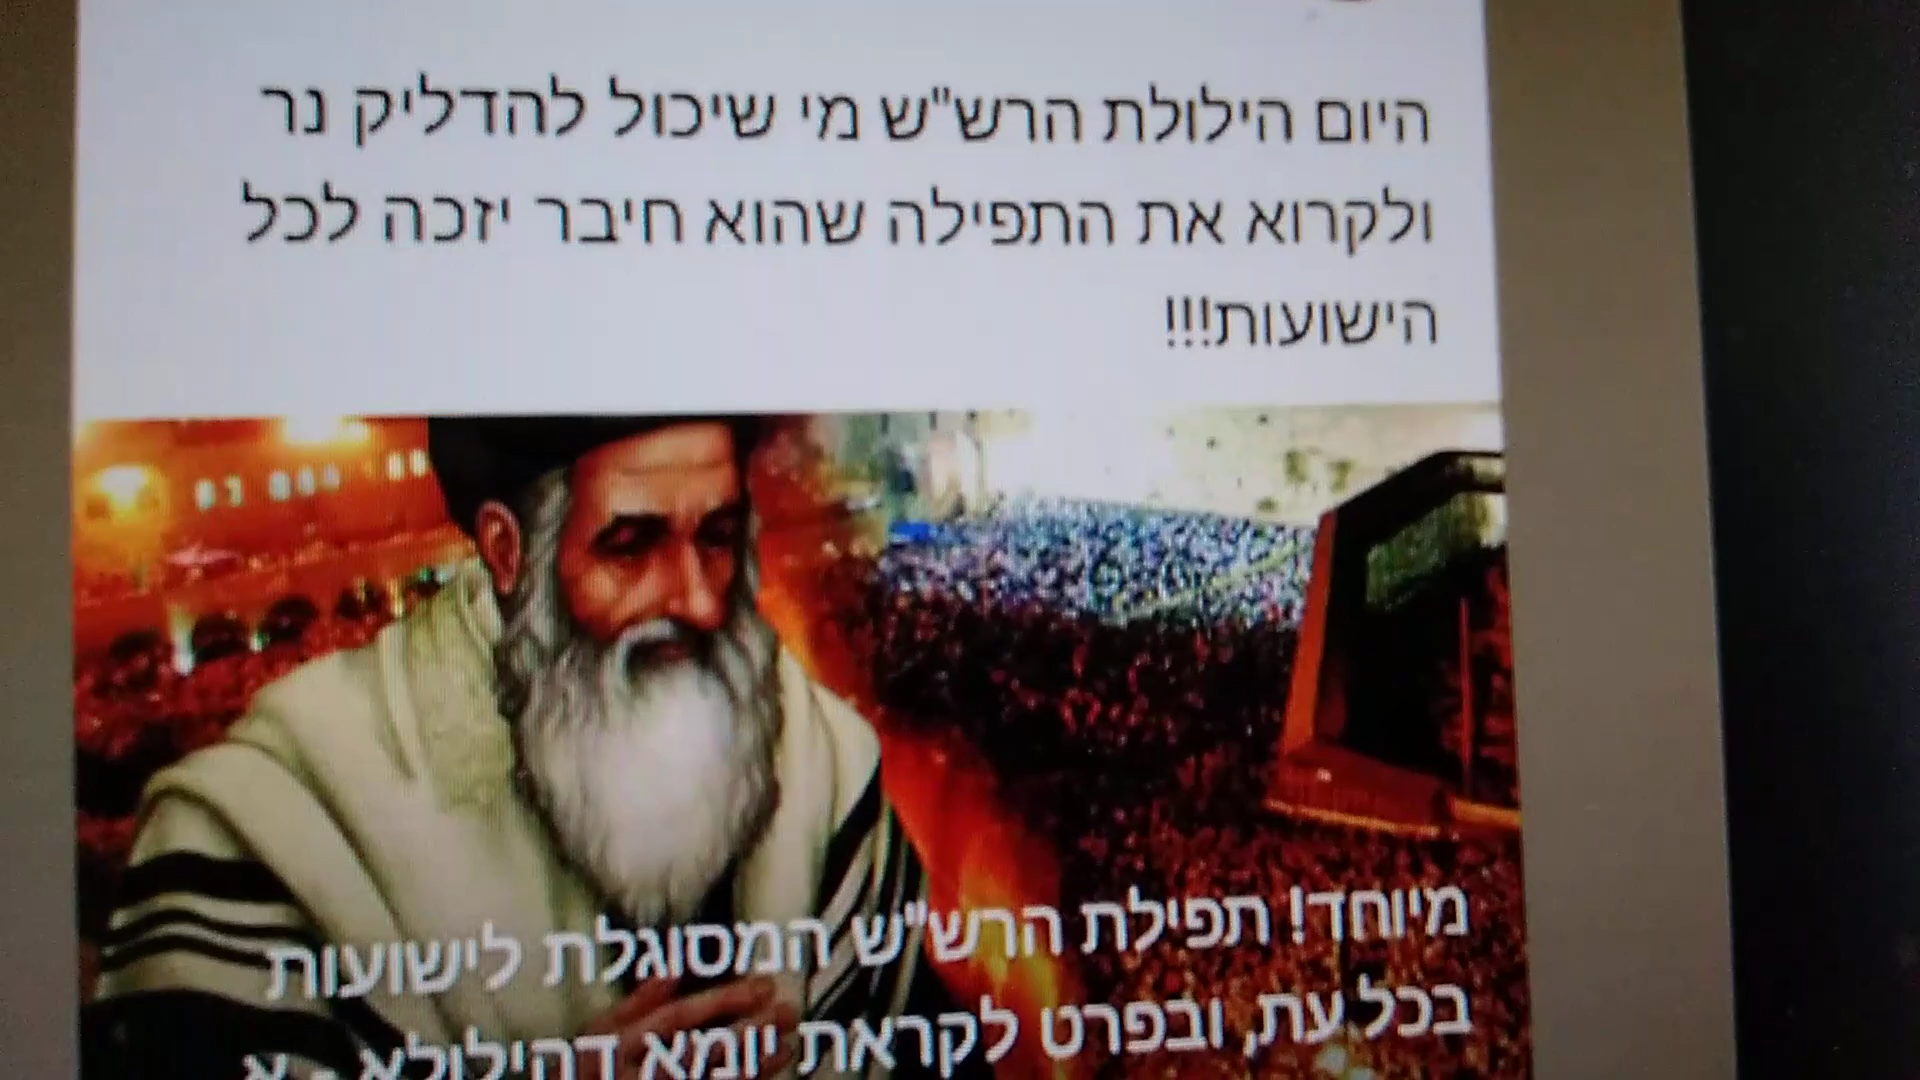 היום הילולת הרש"ש מי שיכול להדליק נר
ולקרוא את התפילה שהוא חיבר יזכה לכל
הישועות!!!
מיוחד! תפילת הרש"ש המסוגלת לישועות
בכל עת, ובפרט לקראת יומא דהילולא - א